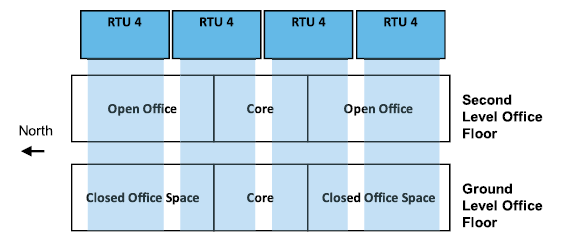 RTU 4 RTU 4 RTU 4 RTU 4
Open Office Core Open Office
Second
Level Office
Floor
North
Closed Office Space Core Closed Office Space
Ground
Level Office
Floor